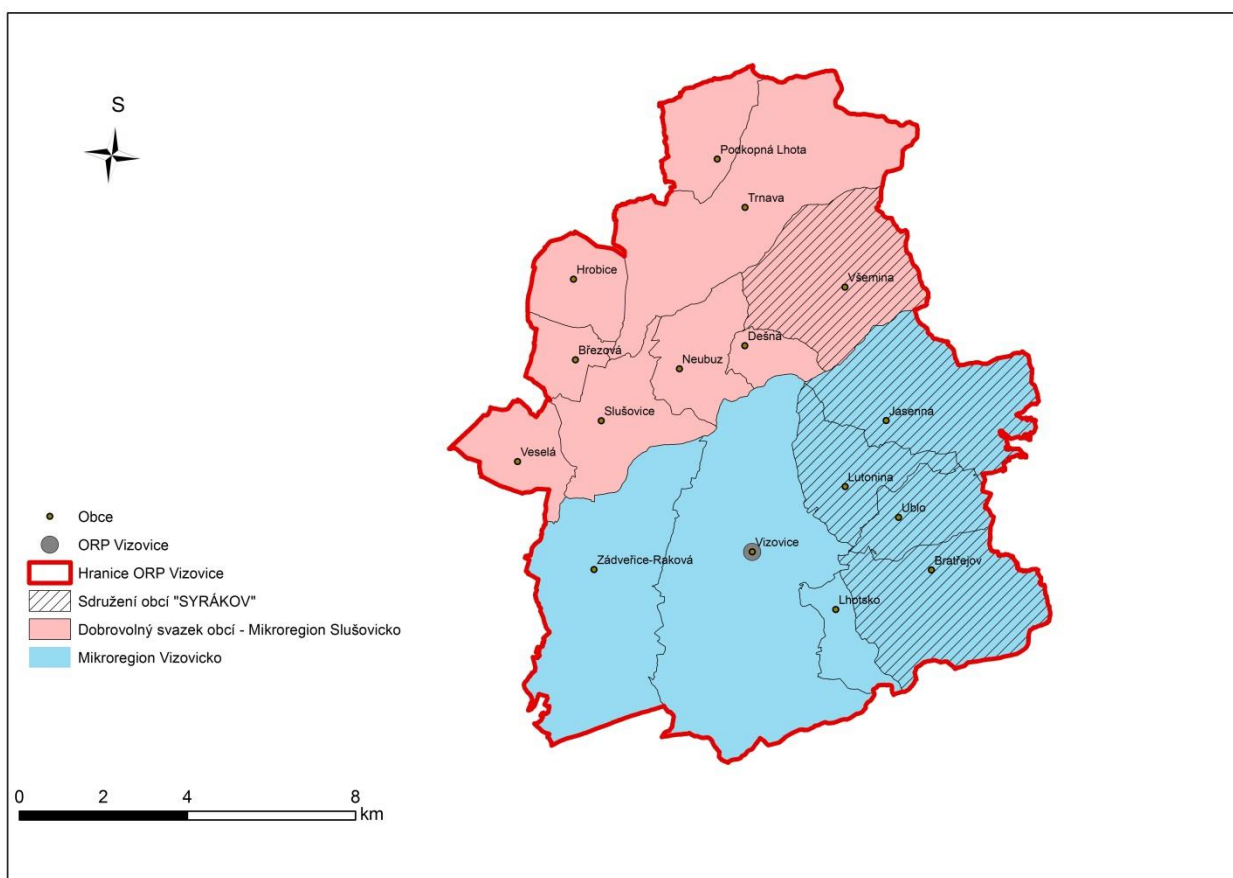 S
Podkopná Lhota
Trnava
Hrobice
Všemina
Březová
Neubuz
Dešná
Slušovice
Jasenná
Veselá
Lutonina
Ublo
Zádveřice-Raková
Vizovice
Bratřejov
Lhotsko
Obce
ORP Vizovice
Hranice ORP Vizovice
Sdružení obcí "SYRÁKOV"
Dobrovolný svazek obcí - Mikroregion Slušovicko
Mikroregion Vizovicko
0 2 4 8
km